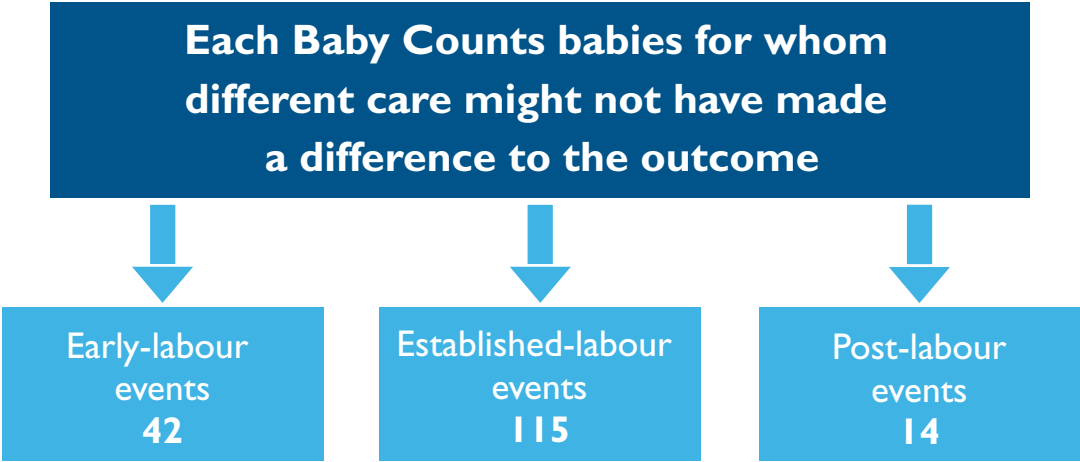 Each Baby Counts babies for whom
different care might not have made
a difference to the outcome
Early-labour
events
42
Established-labour
events
115
Post-labour
events
14